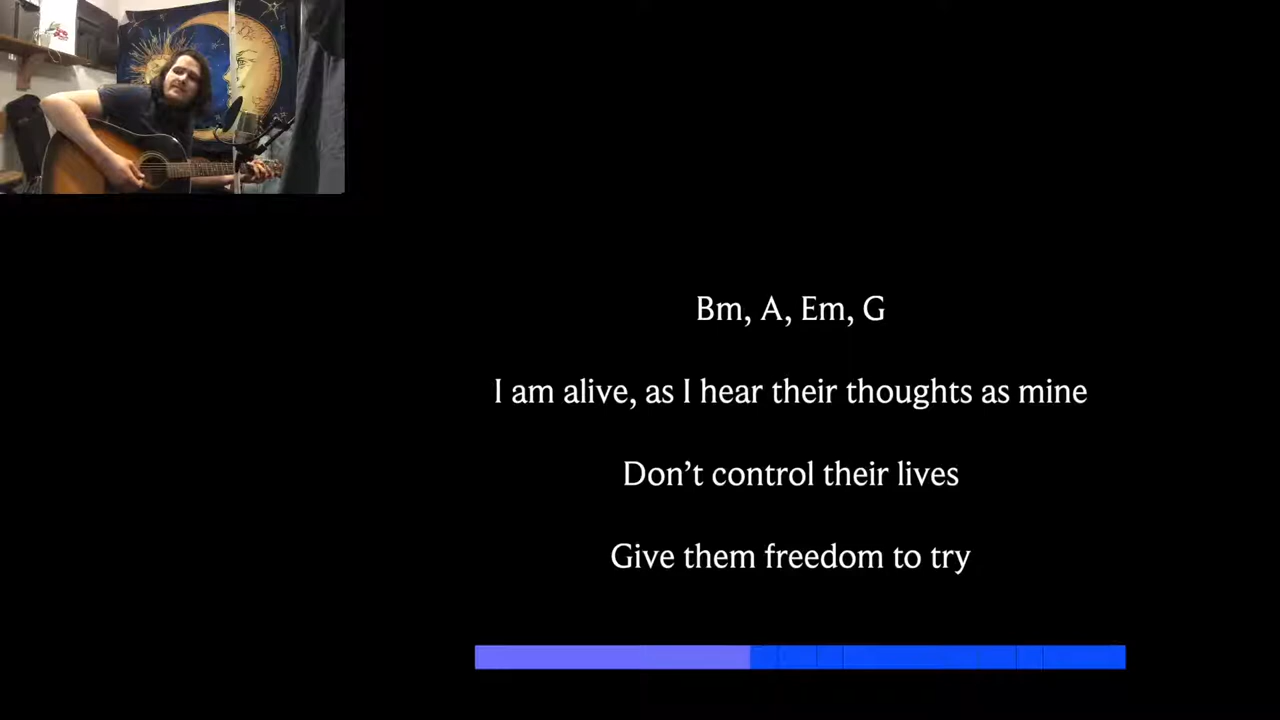 Bm, A, Em, G
I am alive, as I hear their thoughts as mine
Don’t control their lives
Give them freedom to try